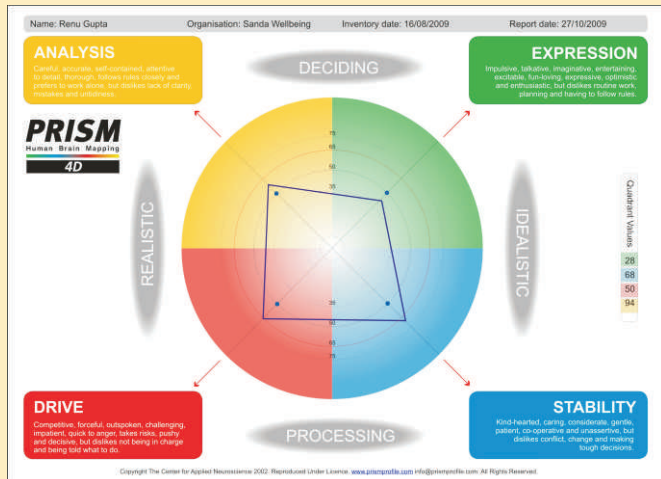 Name: Renu Gupta Organisation: Sanda Wellbeing Inventory date: 16/08/2009 Report date: 27/10/2009
ANALYSIS
Careful, accurate, self-contained, attentive
to detail, thorough, follows rules closely and
prefers to work alone, but dislikes lack of clarity,
mistakes and untidiness.
DECIDING
EXPRESSION
Impulsive, talkative, imaginative, entertaining,
excitable, fun-loving, expressive, optimistic
and enthusiastic, but dislikes routine work,
planning and having to follow rules.
PRISM
Human Brain Mapping
4D
REALISTIC
IDEALISTIC
Quadrant Values
28
68
50
94
35
50
DRIVE
Competitive, forceful, outspoken, challenging,
impatient, quick to anger, takes risks, pushy
and decisive, but dislikes not being in charge
and being told what to do.
PROCESSING
STABILITY
Kind-hearted, caring, considerate, gentle,
patient, co-operative and unassertive, but
dislikes conflict, change and making
tough decisions.
Copyright The Center for Applied Neuroscience 2002. Reproduced Under Licence. www.prismprofile.com info@prismprofile.com. All Rights Reserved.